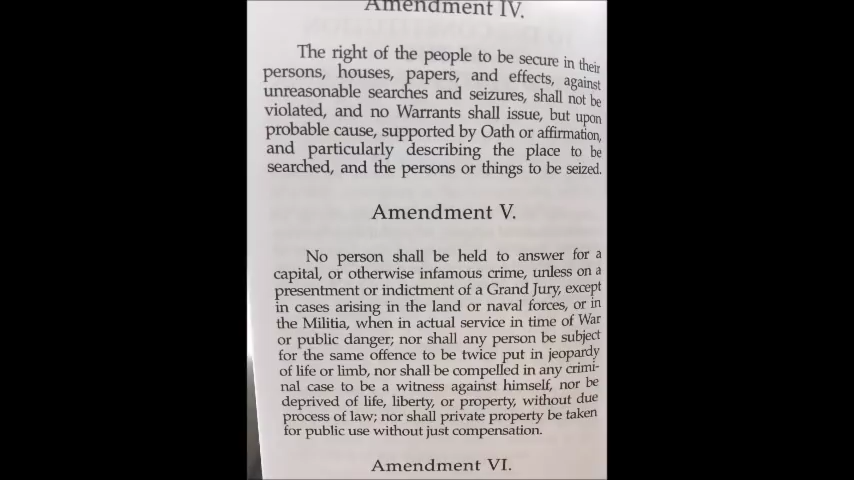 Amendment IV.
The right of the people to be secure in their
persons, houses, papers, and effects, against
unreasonable searches and seizures, shall not be
violated, and no Warrants shall issue, but upon
probable cause, supported by Oath or affirmation,
and particularly describing the place to be
searched, and the persons or things to be seized.
Amendment V.
No person shall be held to answer for a
capital, or otherwise infamous crime, unless on a
presentment or indictment of a Grand Jury, except
in cases arising in the land or naval forces, or in
the Militia, when in actual service in time of War
or public danger; nor shall any person be subject
for the same offence to be twice put in jeopardy
of life or limb, nor shall be compelled in any crimi-
nal case to be a witness against himself, nor be
deprived of life, liberty, or property, without due
process of law; nor shall private property be taken
for public use without just compensation.
Amendment VI.